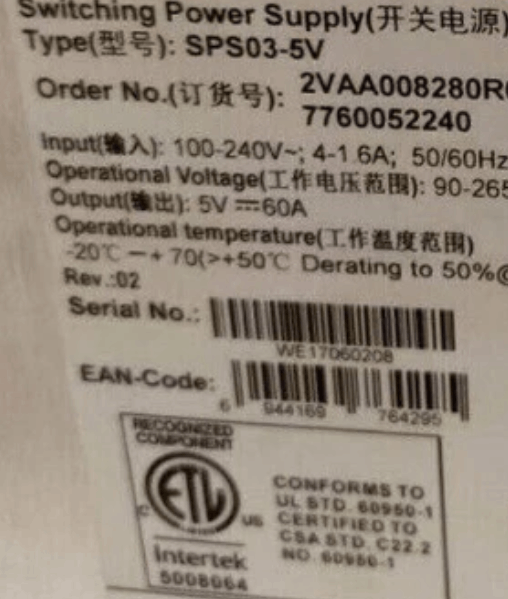 Switching Power Supply(开关电源)
Type(型号): SPS03-5V
Order No.(订货号): 2VAA008280R
7760052240
Input(输入): 100-240V~; 4-1.6A; 50/60Hz
Operational Voltage(工作电压范围): 90-265
Output(输出): 5V ⎓60A
Operational temperature(工作温度范围)
-20℃ —+ 70(>+50℃ Derating to 50%@
Rev.:02
Serial No.:
WE17060208
EAN-Code:
6 944169 764295
RECOGNIZED
COMPONENT
ETL
C US
Intertek
5008064
CONFORMS TO
UL STD. 60950-1
CERTIFIED TO
CSA STD. C22.2
NO. 60950-1